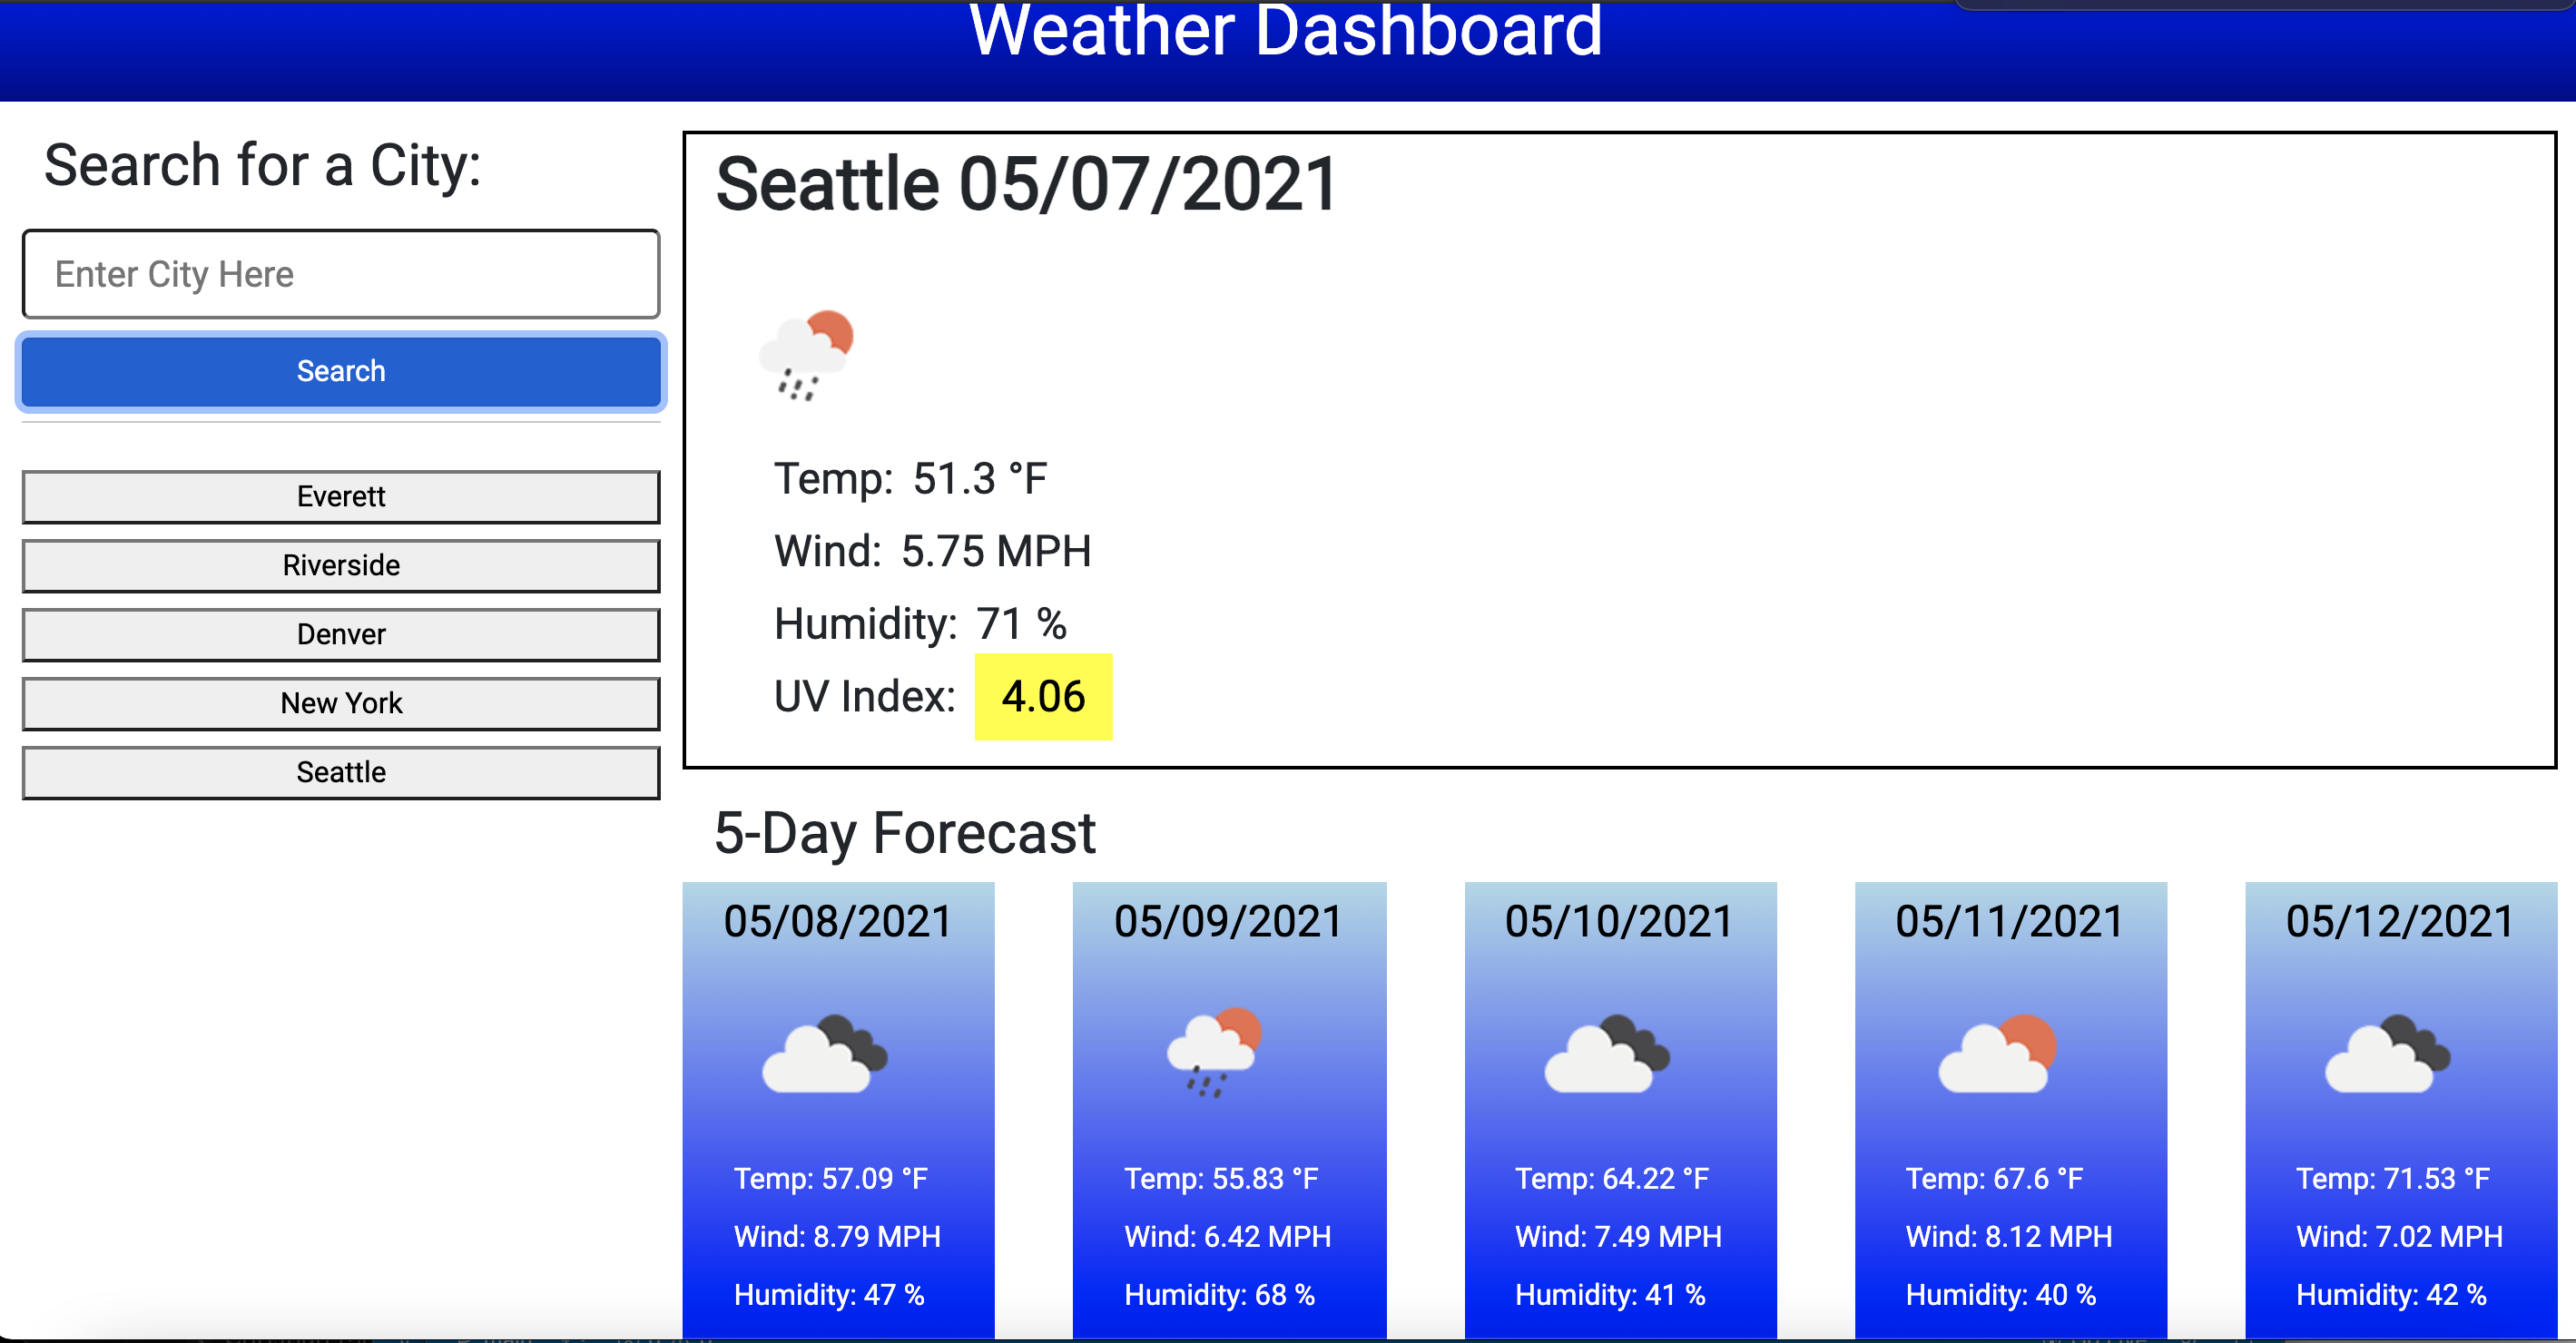 Weather Dashboard
Search for a City:
Enter City Here
Search
Everett
Riverside
Denver
New York
Seattle
Seattle 05/07/2021
Temp: 51.3 °F
Wind: 5.75 MPH
Humidity: 71 %
UV Index: 4.06
5-Day Forecast
05/08/2021
Temp: 57.09 °F
Wind: 8.79 MPH
Humidity: 47 %
05/09/2021
Temp: 55.83 °F
Wind: 6.42 MPH
Humidity: 68 %
05/10/2021
Temp: 64.22 °F
Wind: 7.49 MPH
Humidity: 41 %
05/11/2021
Temp: 67.6 °F
Wind: 8.12 MPH
Humidity: 40 %
05/12/2021
Temp: 71.53 °F
Wind: 7.02 MPH
Humidity: 42 %